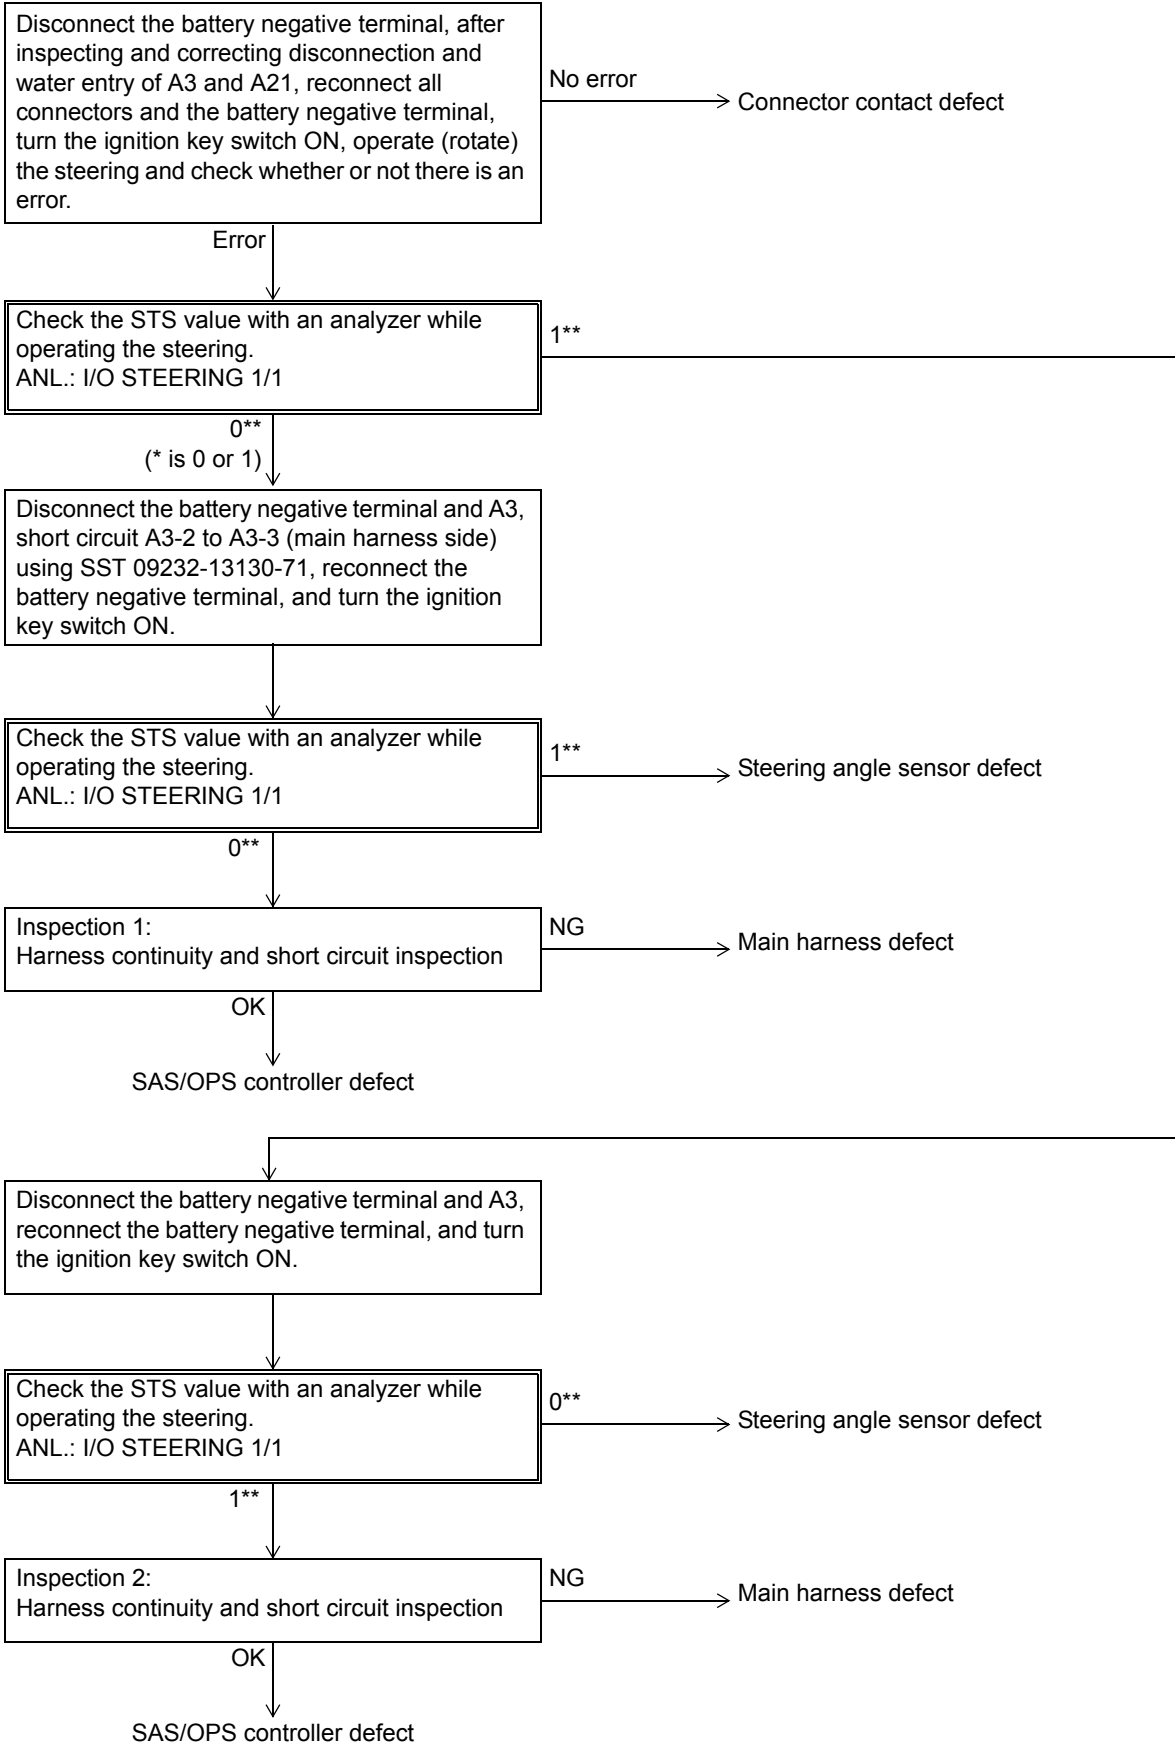 Disconnect the battery negative terminal, after
inspecting and correcting disconnection and
water entry of A3 and A21, reconnect all
connectors and the battery negative terminal,
turn the ignition key switch ON, operate (rotate)
the steering and check whether or not there is an
error.
No error
Connector contact defect
Error
Check the STS value with an analyzer while
operating the steering.
ANL.: I/O STEERING 1/1
1**
0**
(* is 0 or 1)
Disconnect the battery negative terminal and A3,
short circuit A3-2 to A3-3 (main harness side)
using SST 09232-13130-71, reconnect the
battery negative terminal, and turn the ignition
key switch ON.
Check the STS value with an analyzer while
operating the steering.
ANL.: I/O STEERING 1/1
1**
Steering angle sensor defect
0**
Inspection 1:
Harness continuity and short circuit inspection
NG
Main harness defect
OK
SAS/OPS controller defect
Disconnect the battery negative terminal and A3,
reconnect the battery negative terminal, and turn
the ignition key switch ON.
Check the STS value with an analyzer while
operating the steering.
ANL.: I/O STEERING 1/1
0**
Steering angle sensor defect
1**
Inspection 2:
Harness continuity and short circuit inspection
NG
Main harness defect
OK
SAS/OPS controller defect